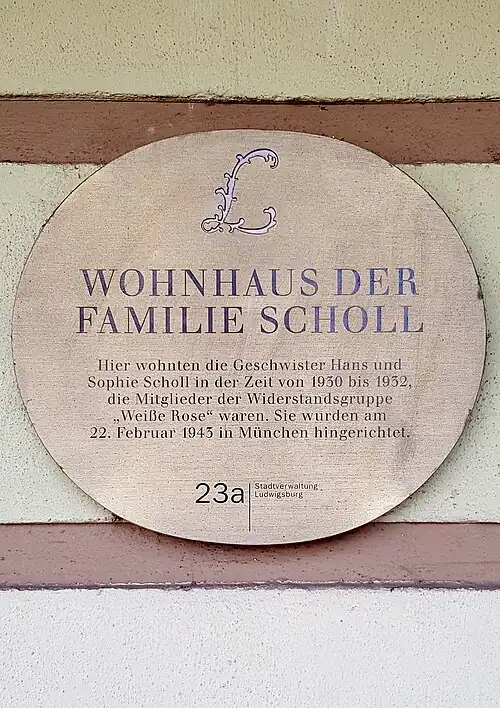 L
WOHNHAUS DER
FAMILIE SCHOLL
Hier wohnten die Geschwister Hans und
Sophie Scholl in der Zeit von 1930 bis 1932,
die Mitglieder der Widerstandsgruppe
„Weiße Rose“ waren. Sie wurden am
22. Februar 1943 in München hingerichtet.
23a
Stadtverwaltung
Ludwigsburg